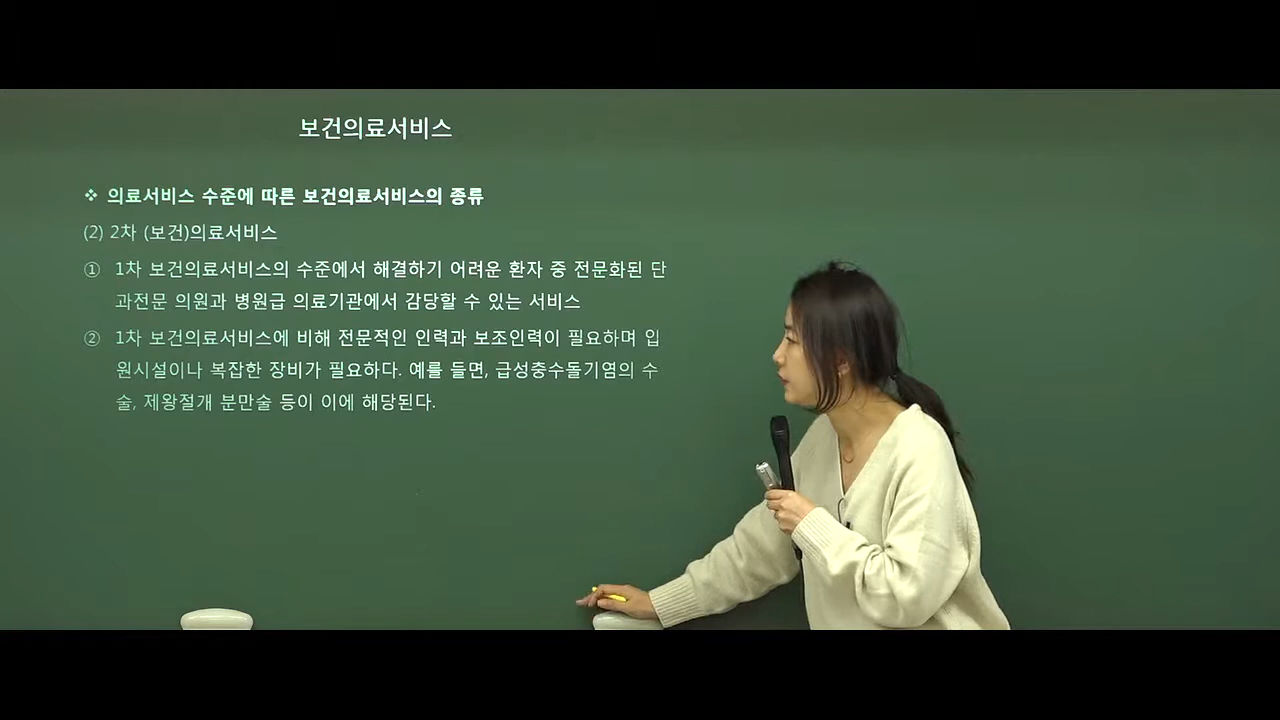 보건의료서비스
❖ 의료서비스 수준에 따른 보건의료서비스의 종류
(2) 2차 (보건)의료서비스
① 1차 보건의료서비스의 수준에서 해결하기 어려운 환자 중 전문화된 단
과전문 의원과 병원급 의료기관에서 감당할 수 있는 서비스
② 1차 보건의료서비스에 비해 전문적인 인력과 보조인력이 필요하며 입
원시설이나 복잡한 장비가 필요하다. 예를 들면, 급성충수돌기염의 수
술, 제왕절개 분만술 등이 이에 해당된다.